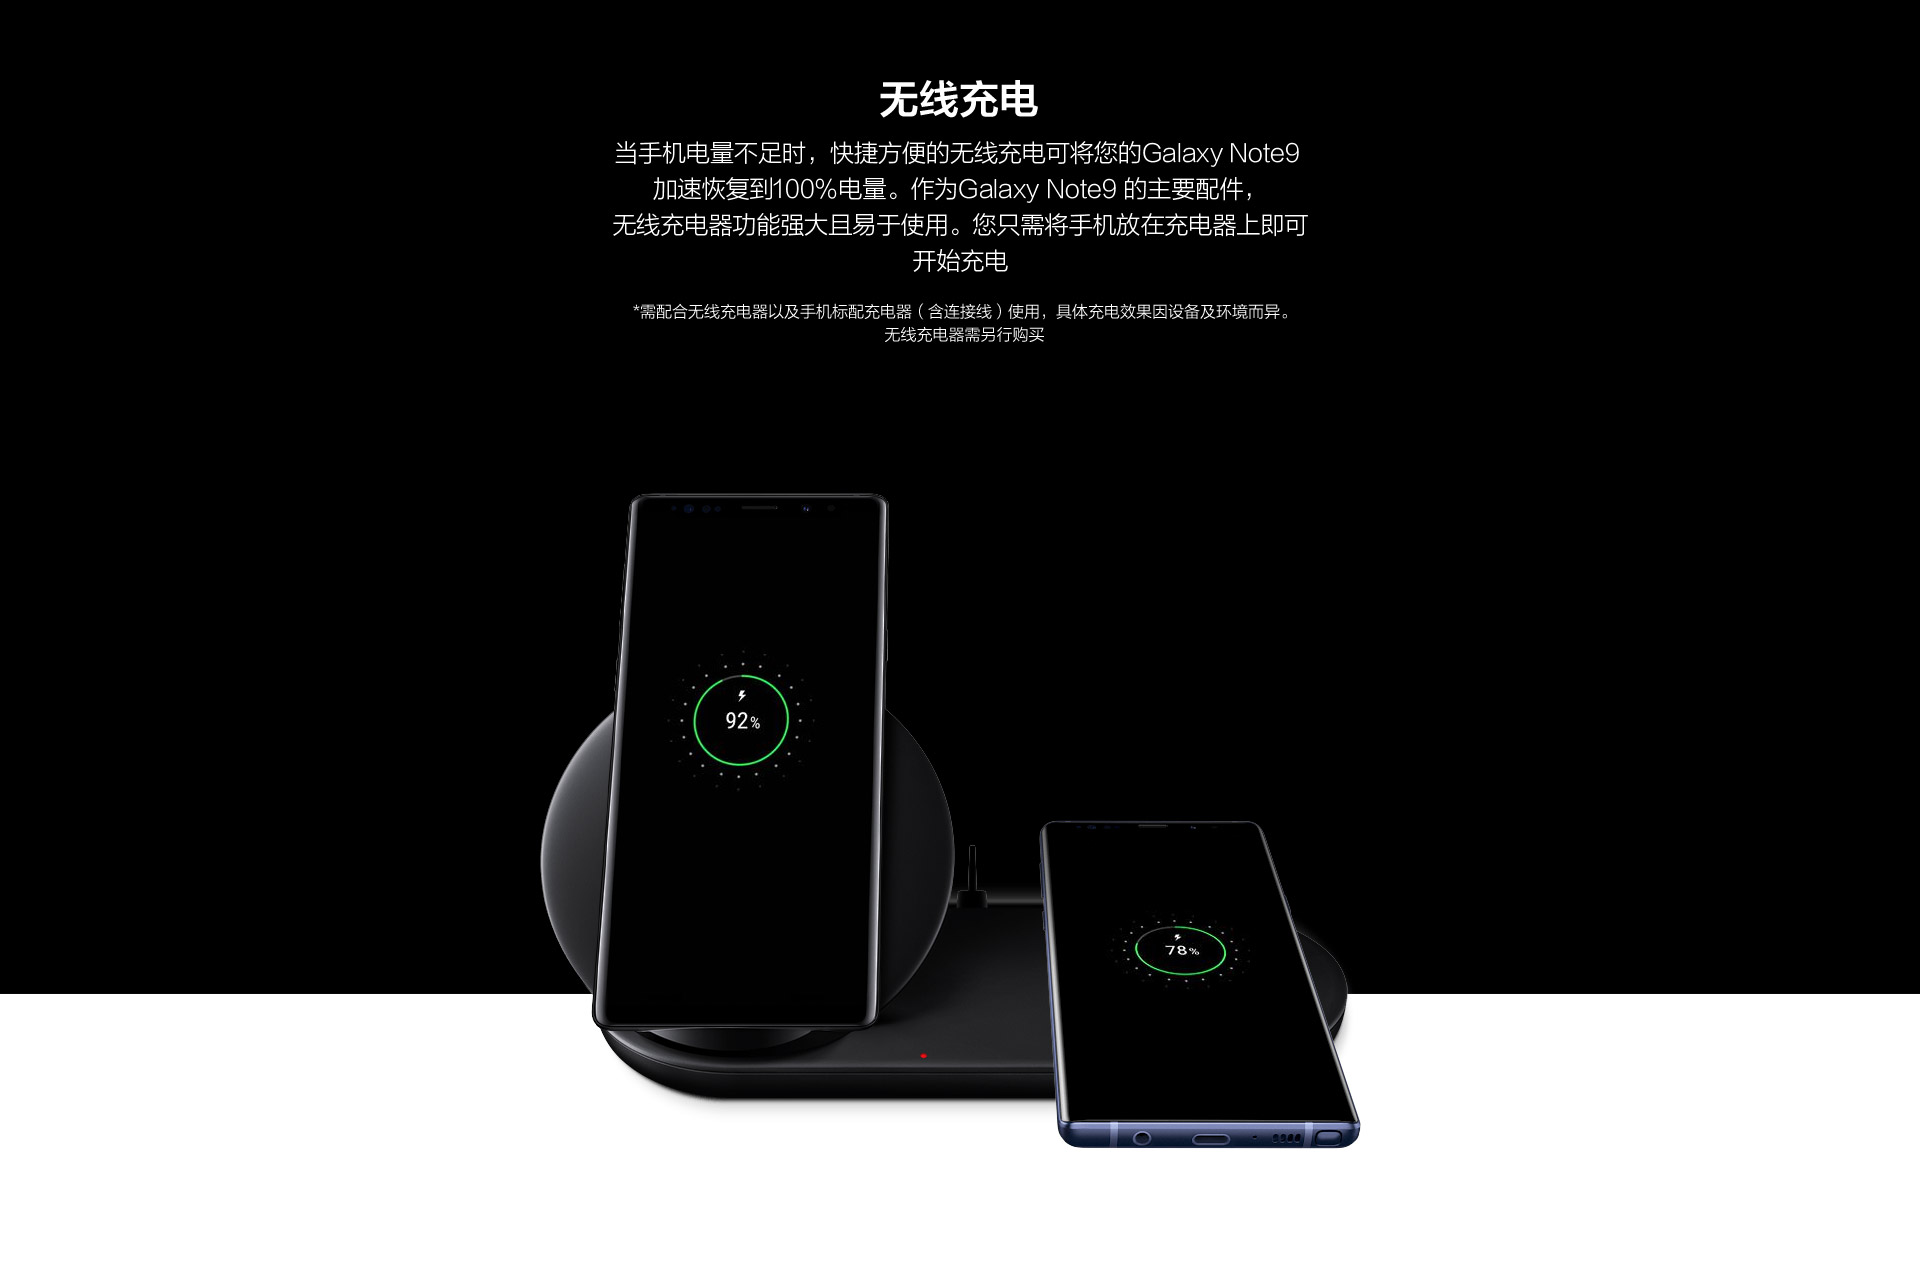 无线充电
当手机电量不足时，快捷方便的无线充电可将您的Galaxy Note9
加速恢复到100%电量。作为Galaxy Note9 的主要配件，
无线充电器功能强大且易于使用。您只需将手机放在充电器上即可
开始充电
*需配合无线充电器以及手机标配充电器（含连接线）使用，具体充电效果因设备及环境而异。
无线充电器需另行购买
92%
78%